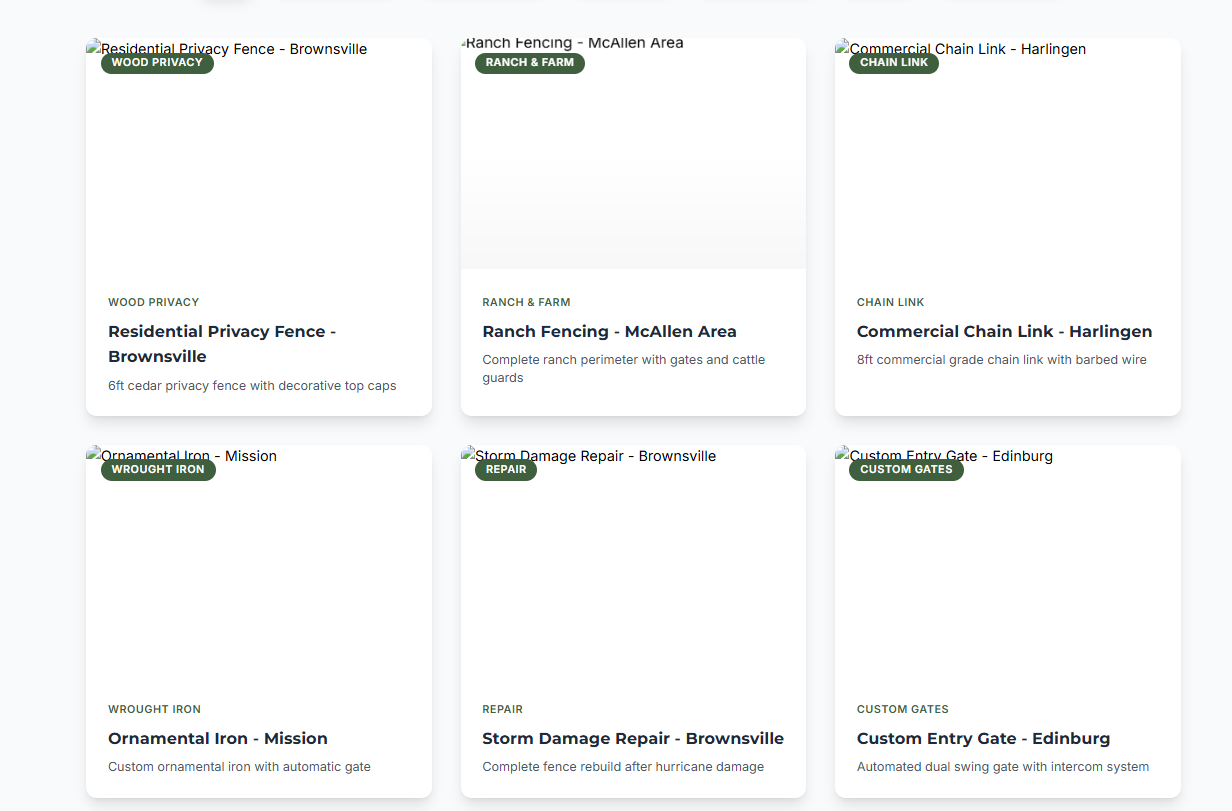 Residential Privacy Fence - Brownsville
WOOD PRIVACY
WOOD PRIVACY
Residential Privacy Fence -
Brownsville
6ft cedar privacy fence with decorative top caps
Ranch Fencing - McAllen Area
RANCH & FARM
RANCH & FARM
Ranch Fencing - McAllen Area
Complete ranch perimeter with gates and cattle
guards
Commercial Chain Link - Harlingen
CHAIN LINK
CHAIN LINK
Commercial Chain Link - Harlingen
8ft commercial grade chain link with barbed wire
Ornamental Iron - Mission
WROUGHT IRON
WROUGHT IRON
Ornamental Iron - Mission
Custom ornamental iron with automatic gate
Storm Damage Repair - Brownsville
REPAIR
REPAIR
Storm Damage Repair - Brownsville
Complete fence rebuild after hurricane damage
Custom Entry Gate - Edinburg
CUSTOM GATES
CUSTOM GATES
Custom Entry Gate - Edinburg
Automated dual swing gate with intercom system